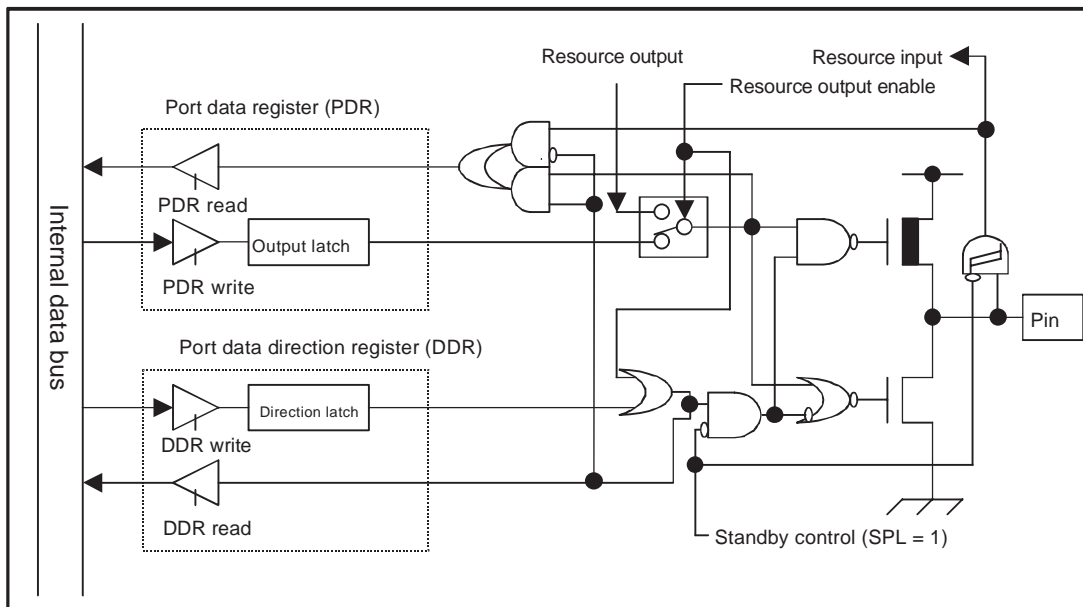 Resource output
Resource input
Resource output enable
Port data register (PDR)
PDR read
Output latch
PDR write
Internal data bus
Pin
Port data direction register (DDR)
Direction latch
DDR write
DDR read
Standby control (SPL = 1)